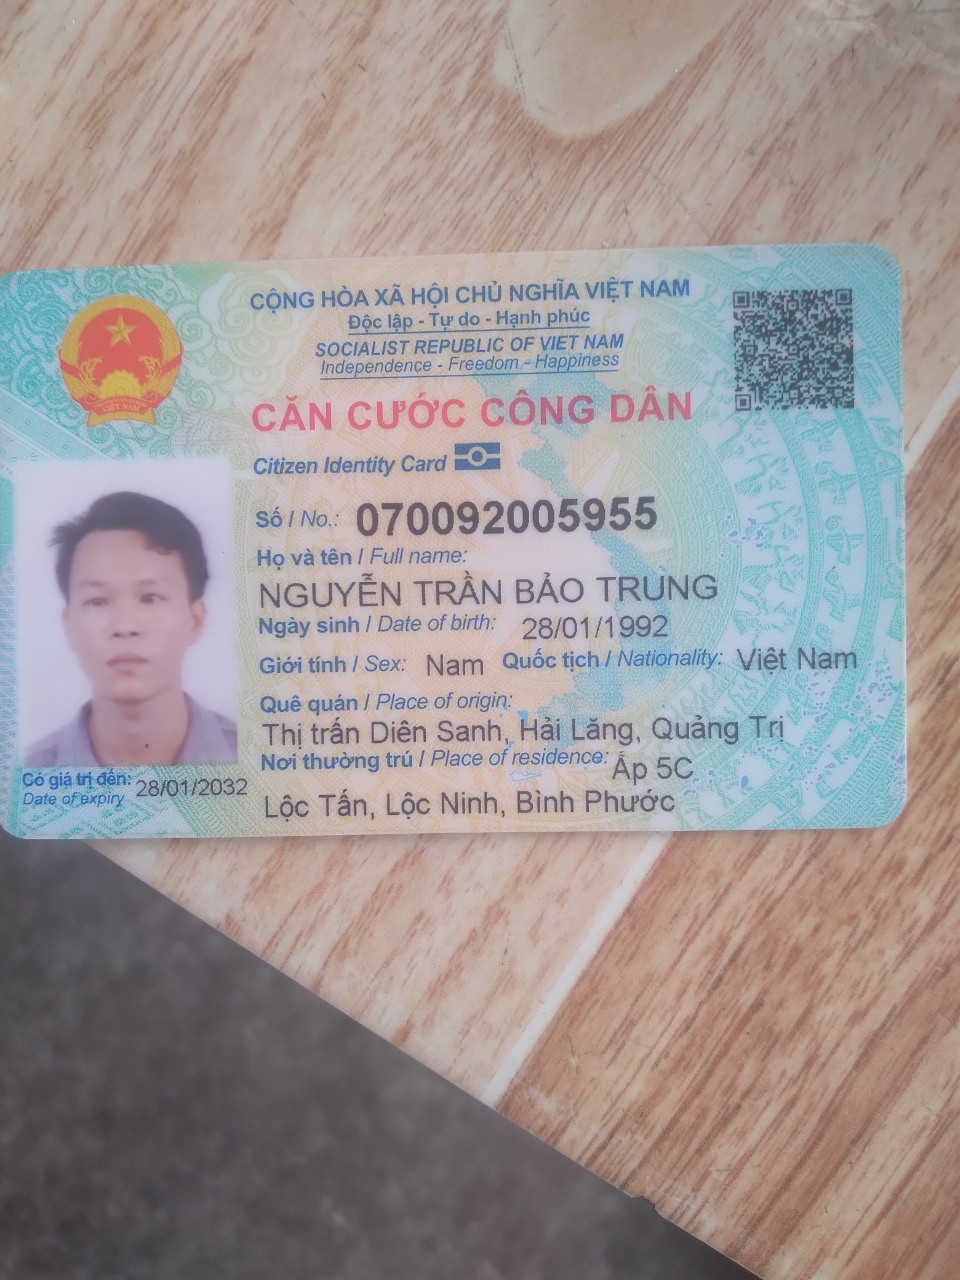 CỘNG HÒA XÃ HỘI CHỦ NGHĨA VIỆT NAM
Độc lập - Tự do - Hạnh phúc
SOCIALIST REPUBLIC OF VIET NAM
Independence - Freedom - Happiness
CĂN CƯỚC CÔNG DÂN
Citizen Identity Card
Số / No.: 070092005955
Họ và tên / Full name:
NGUYỄN TRẦN BẢO TRUNG
Ngày sinh / Date of birth: 28/01/1992
Giới tính / Sex: Nam Quốc tịch / Nationality: Việt Nam
Quê quán / Place of origin:
Thị trấn Diên Sanh, Hải Lăng, Quảng Trị
Nơi thường trú / Place of residence: Ấp 5C
Lộc Tấn, Lộc Ninh, Bình Phước
Có giá trị đến: 28/01/2032
Date of expiry
VIỆT NAM